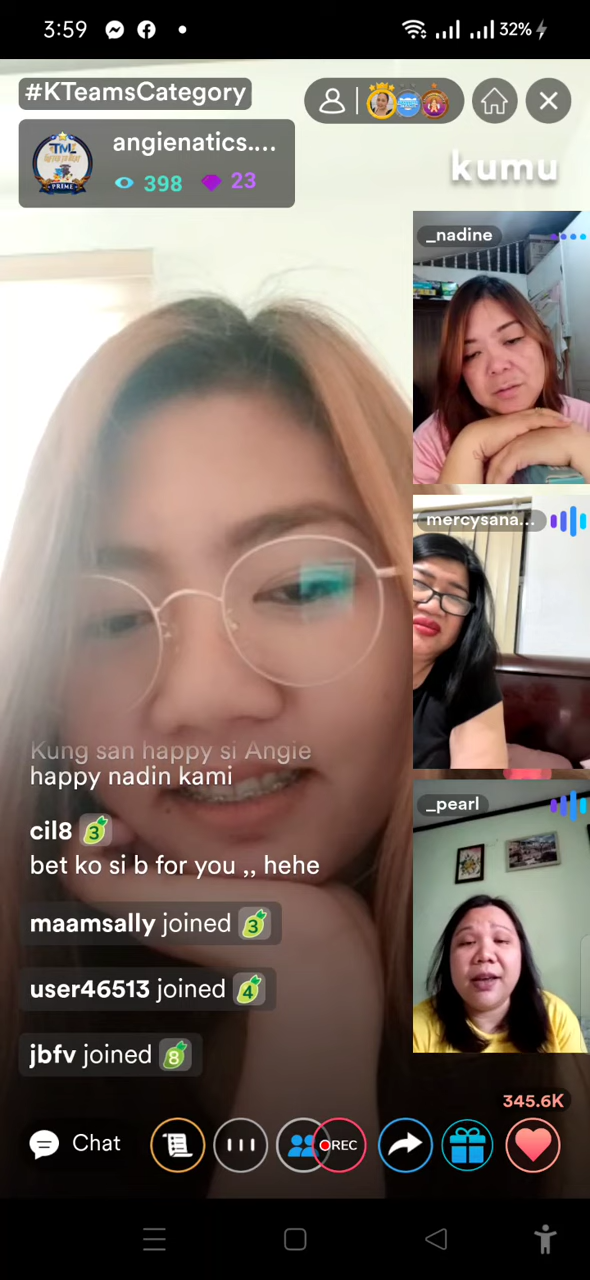 3:59
32%
#KTeamsCategory
angienatics....
398 23
TML
PRIME
kumu
_nadine
mercysana...
_pearl
Kung san happy si Angie
happy nadin kami
cil8 3
bet ko si b for you ,, hehe
maamsally joined 3
user46513 joined 4
jbfv joined 8
345.6K
Chat
REC